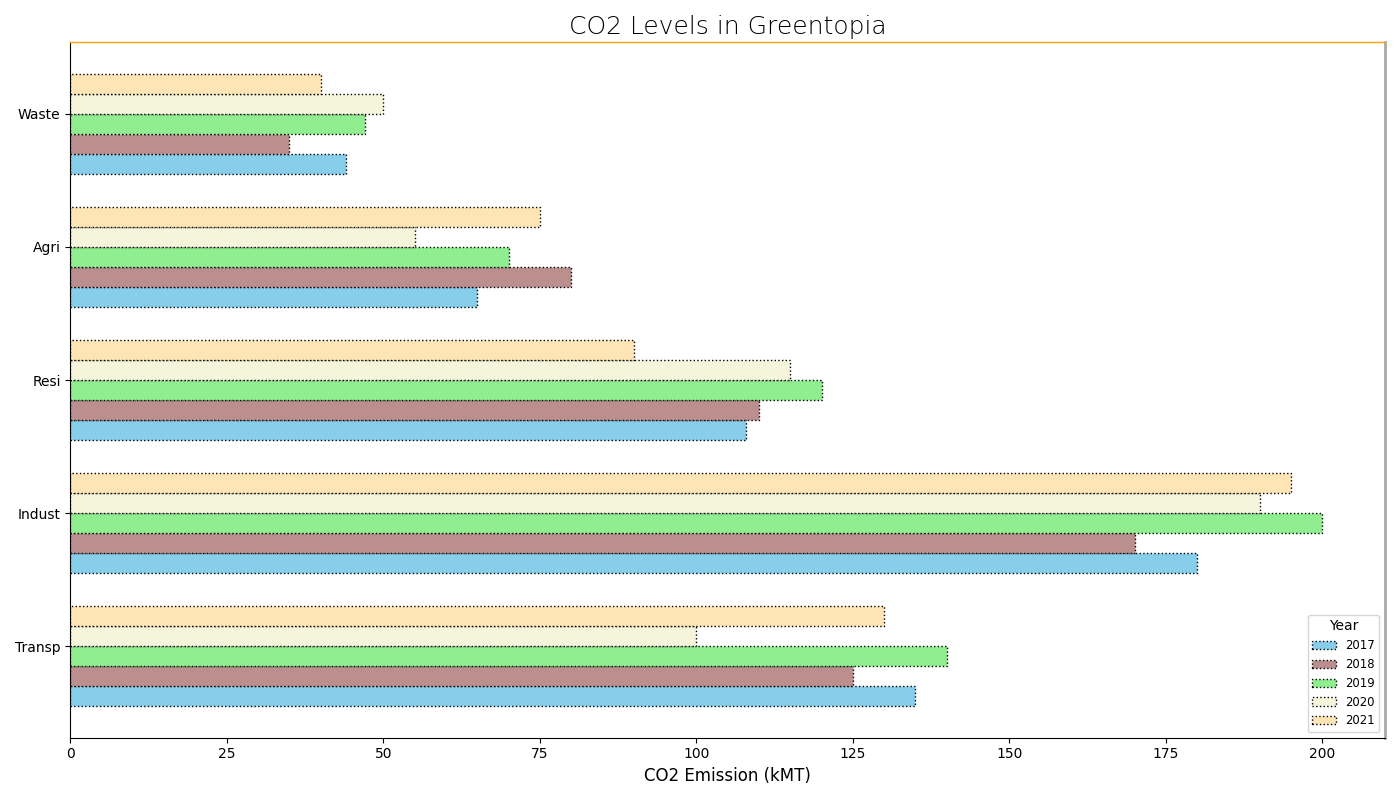 CO2 Levels in Greentopia
Waste
Agri
Resi
Indust
Transp
0 25 50 75 100 125 150 175 200
CO2 Emission (kMT)
Year
2017
2018
2019
2020
2021